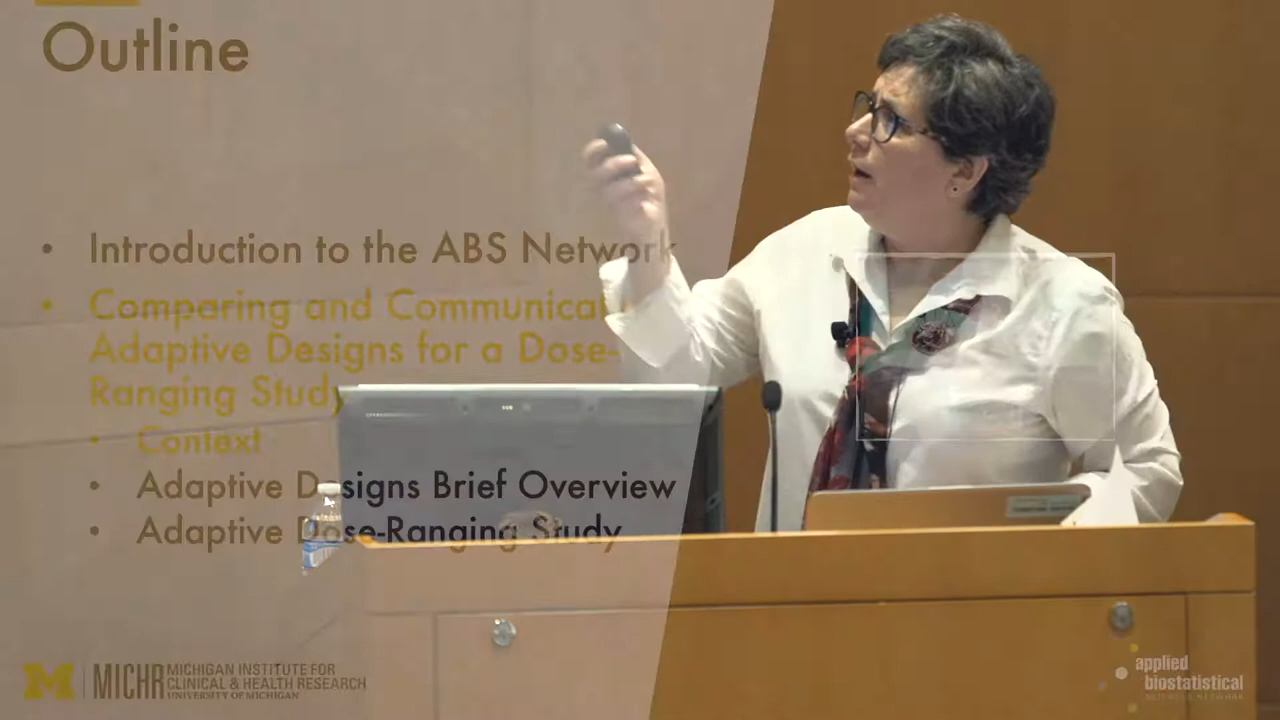 Outline
• Introduction to the ABS Network
• Comparing and Communicat
Adaptive Designs for a Dose-
Ranging Study
• Context
• Adaptive Designs Brief Overview
• Adaptive Dose-Ranging Study
M MICHR MICHIGAN INSTITUTE FOR
CLINICAL & HEALTH RESEARCH
UNIVERSITY OF MICHIGAN
applied
biostatistical